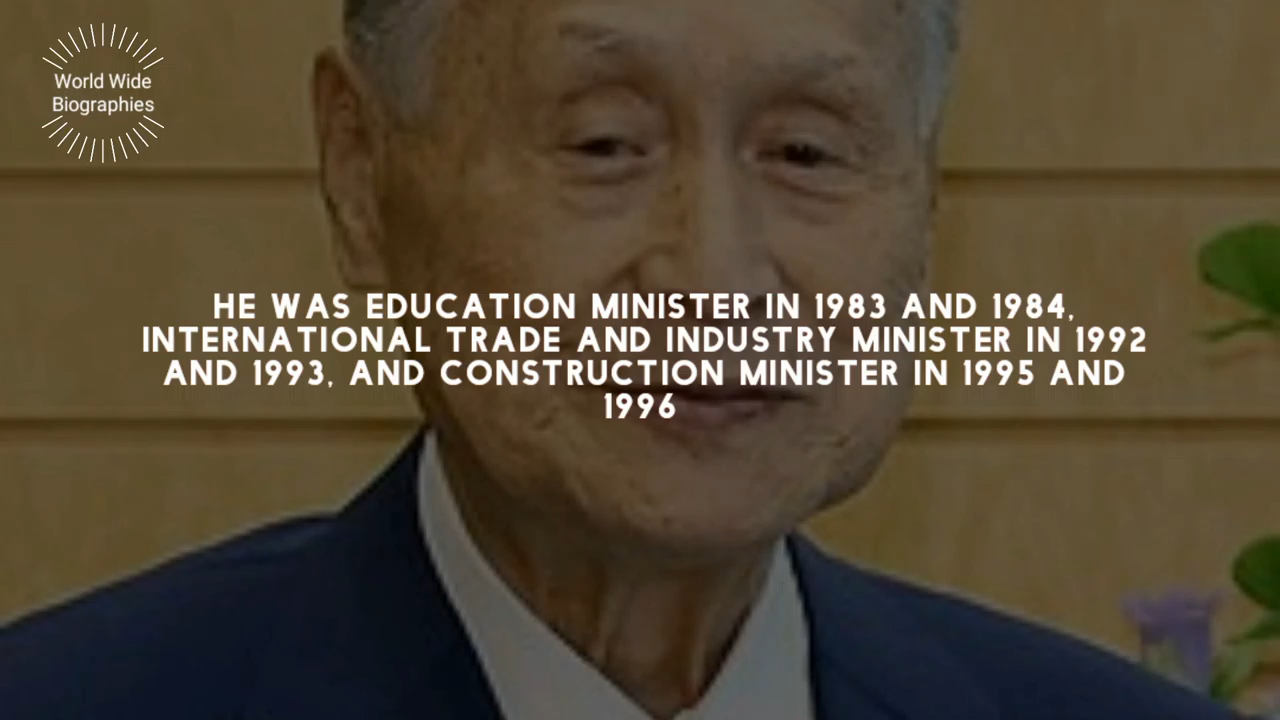 World Wide
Biographies
HE WAS EDUCATION MINISTER IN 1983 AND 1984,
INTERNATIONAL TRADE AND INDUSTRY MINISTER IN 1992
AND 1993, AND CONSTRUCTION MINISTER IN 1995 AND
1996